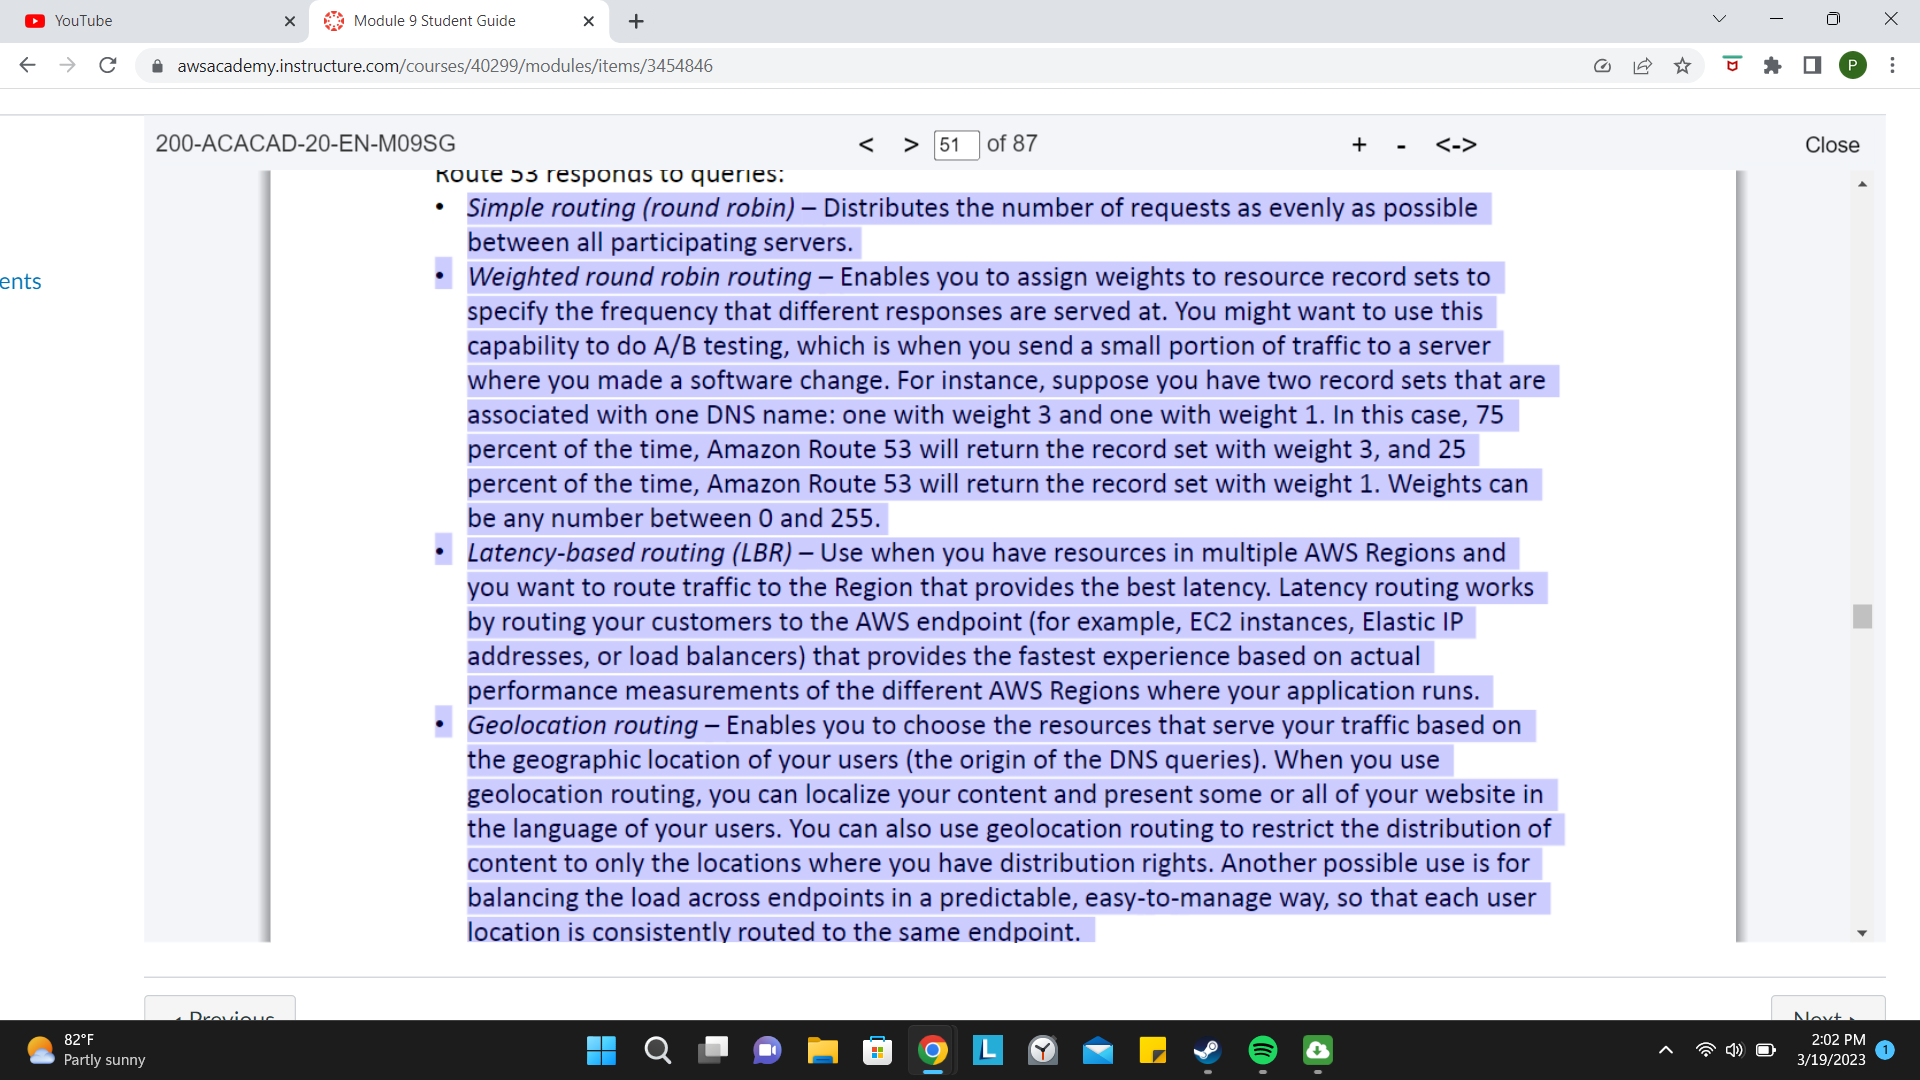 YouTube
Module 9 Student Guide
awsacademy.instructure.com/courses/40299/modules/items/3454846
P
200-ACACAD-20-EN-M09SG
< > 51 of 87
+ - <->
Close
ents
Route 53 responds to queries:
• Simple routing (round robin) – Distributes the number of requests as evenly as possible
between all participating servers.
• Weighted round robin routing – Enables you to assign weights to resource record sets to
specify the frequency that different responses are served at. You might want to use this
capability to do A/B testing, which is when you send a small portion of traffic to a server
where you made a software change. For instance, suppose you have two record sets that are
associated with one DNS name: one with weight 3 and one with weight 1. In this case, 75
percent of the time, Amazon Route 53 will return the record set with weight 3, and 25
percent of the time, Amazon Route 53 will return the record set with weight 1. Weights can
be any number between 0 and 255.
• Latency-based routing (LBR) – Use when you have resources in multiple AWS Regions and
you want to route traffic to the Region that provides the best latency. Latency routing works
by routing your customers to the AWS endpoint (for example, EC2 instances, Elastic IP
addresses, or load balancers) that provides the fastest experience based on actual
performance measurements of the different AWS Regions where your application runs.
• Geolocation routing – Enables you to choose the resources that serve your traffic based on
the geographic location of your users (the origin of the DNS queries). When you use
geolocation routing, you can localize your content and present some or all of your website in
the language of your users. You can also use geolocation routing to restrict the distribution of
content to only the locations where you have distribution rights. Another possible use is for
balancing the load across endpoints in a predictable, easy-to-manage way, so that each user
location is consistently routed to the same endpoint.
Previous
Next
82°F
Partly sunny
L
2:02 PM
3/19/2023
1